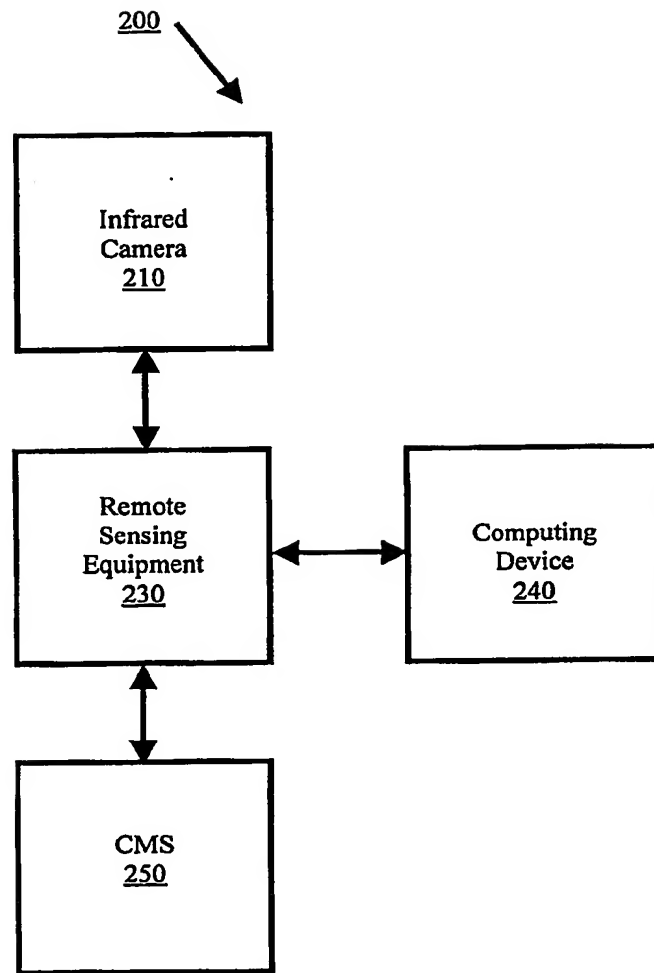 200
Infrared
Camera
210
Remote
Sensing
Equipment
230
Computing
Device
240
CMS
250